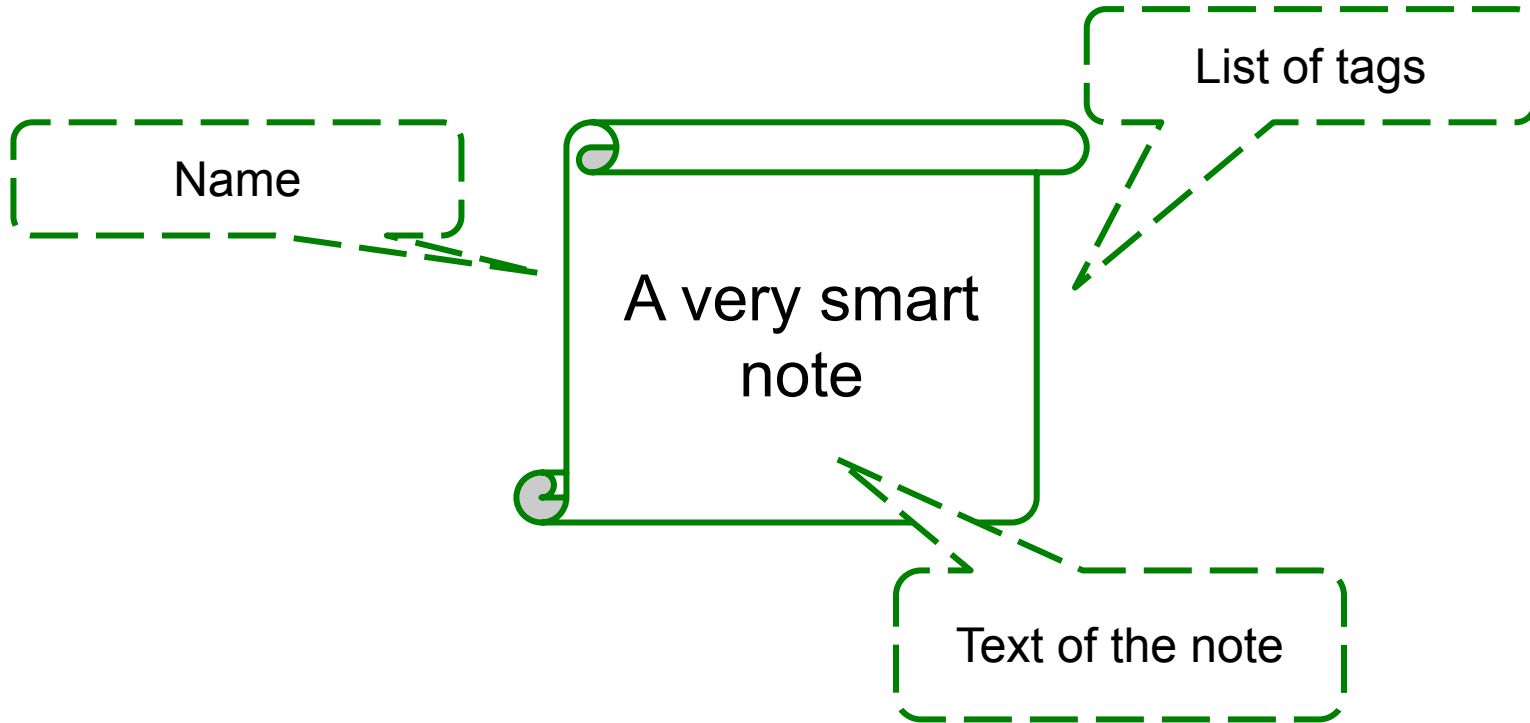 List of tags
Name
A very smart
note
Text of the note